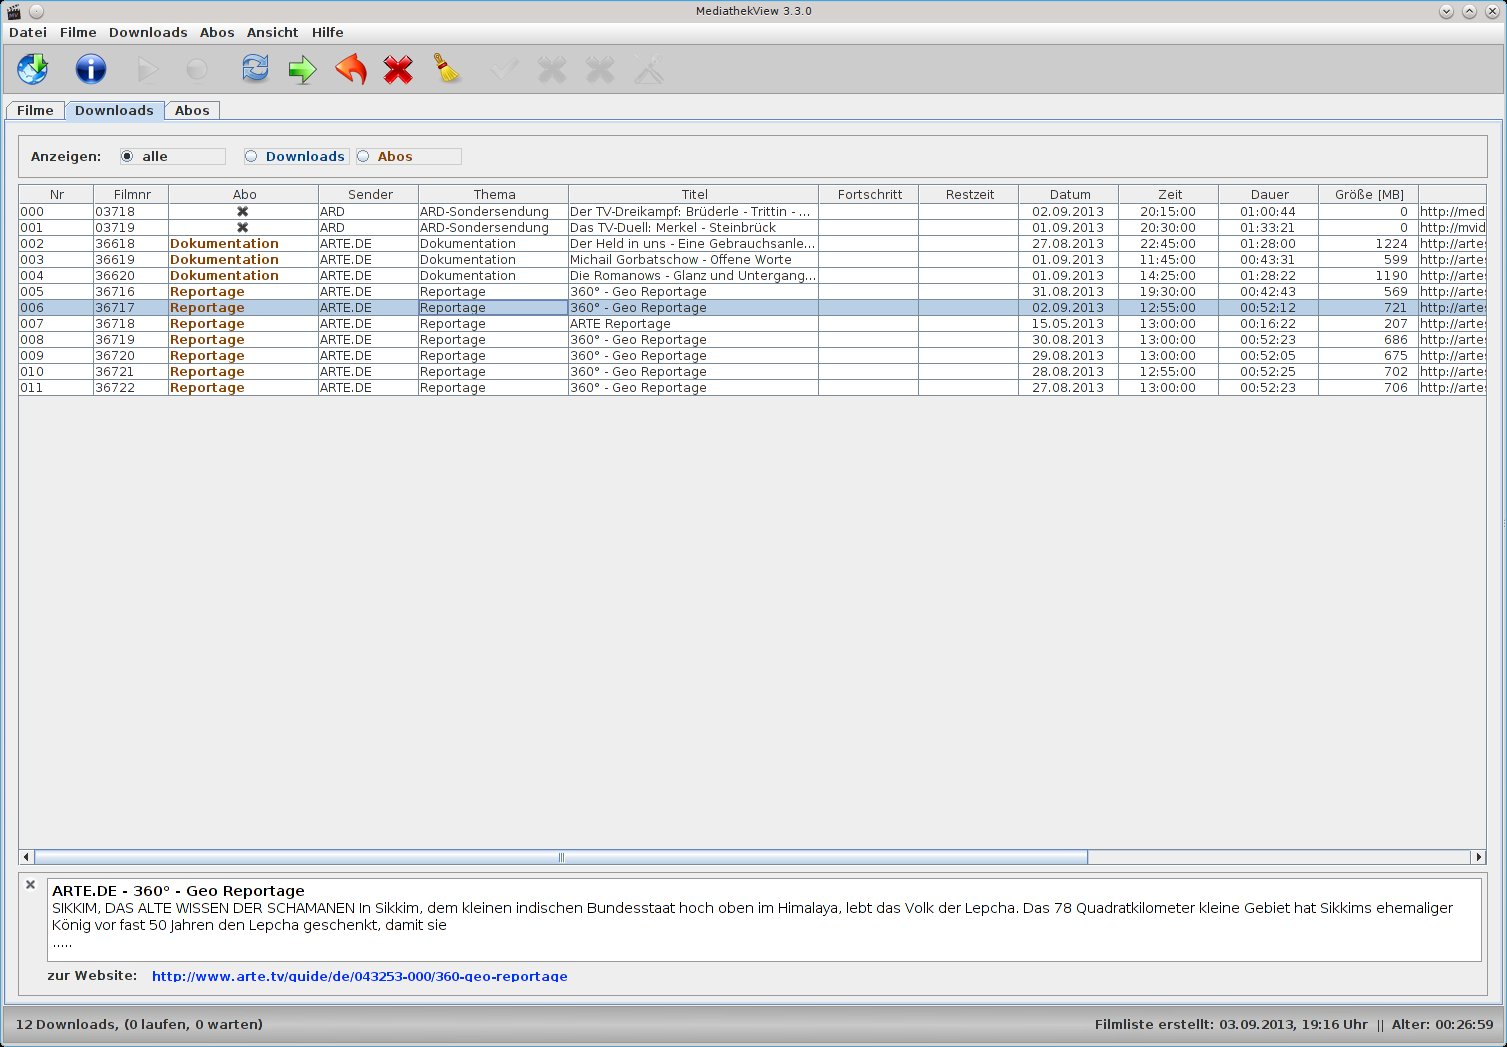 MediathekView 3.3.0
Datei Filme Downloads Abos Ansicht Hilfe
Filme Downloads Abos
Anzeigen: alle Downloads Abos
Nr Filmnr Abo Sender Thema Titel Fortschritt Restzeit Datum Zeit Dauer Größe [MB]
000 03718 ARD ARD-Sondersendung Der TV-Dreikampf: Brüderle - Trittin - ... 02.09.2013 20:15:00 01:00:44 0 http://med
001 03719 ARD ARD-Sondersendung Das TV-Duell: Merkel - Steinbrück 01.09.2013 20:30:00 01:33:21 0 http://mvid
002 36618 Dokumentation ARTE.DE Dokumentation Der Held in uns - Eine Gebrauchsanle... 27.08.2013 22:45:00 01:28:00 1224 http://artes
003 36619 Dokumentation ARTE.DE Dokumentation Michail Gorbatschow - Offene Worte 01.09.2013 11:45:00 00:43:31 599 http://artes
004 36620 Dokumentation ARTE.DE Dokumentation Die Romanows - Glanz und Untergang... 01.09.2013 14:25:00 01:28:22 1190 http://artes
005 36716 Reportage ARTE.DE Reportage 360° - Geo Reportage 31.08.2013 19:30:00 00:42:43 569 http://artes
006 36717 Reportage ARTE.DE Reportage 360° - Geo Reportage 02.09.2013 12:55:00 00:52:12 721 http://artes
007 36718 Reportage ARTE.DE Reportage ARTE Reportage 15.05.2013 13:00:00 00:16:22 207 http://artes
008 36719 Reportage ARTE.DE Reportage 360° - Geo Reportage 30.08.2013 13:00:00 00:52:23 686 http://artes
009 36720 Reportage ARTE.DE Reportage 360° - Geo Reportage 29.08.2013 13:00:00 00:52:05 675 http://artes
010 36721 Reportage ARTE.DE Reportage 360° - Geo Reportage 28.08.2013 12:55:00 00:52:25 702 http://artes
011 36722 Reportage ARTE.DE Reportage 360° - Geo Reportage 27.08.2013 13:00:00 00:52:23 706 http://artes
ARTE.DE - 360° - Geo Reportage
SIKKIM, DAS ALTE WISSEN DER SCHAMANEN In Sikkim, dem kleinen indischen Bundesstaat hoch oben im Himalaya, lebt das Volk der Lepcha. Das 78 Quadratkilometer kleine Gebiet hat Sikkims ehemaliger
König vor fast 50 Jahren den Lepcha geschenkt, damit sie
.....
zur Website: http://www.arte.tv/guide/de/043253-000/360-geo-reportage
12 Downloads, (0 laufen, 0 warten) Filmliste erstellt: 03.09.2013, 19:16 Uhr || Alter: 00:26:59